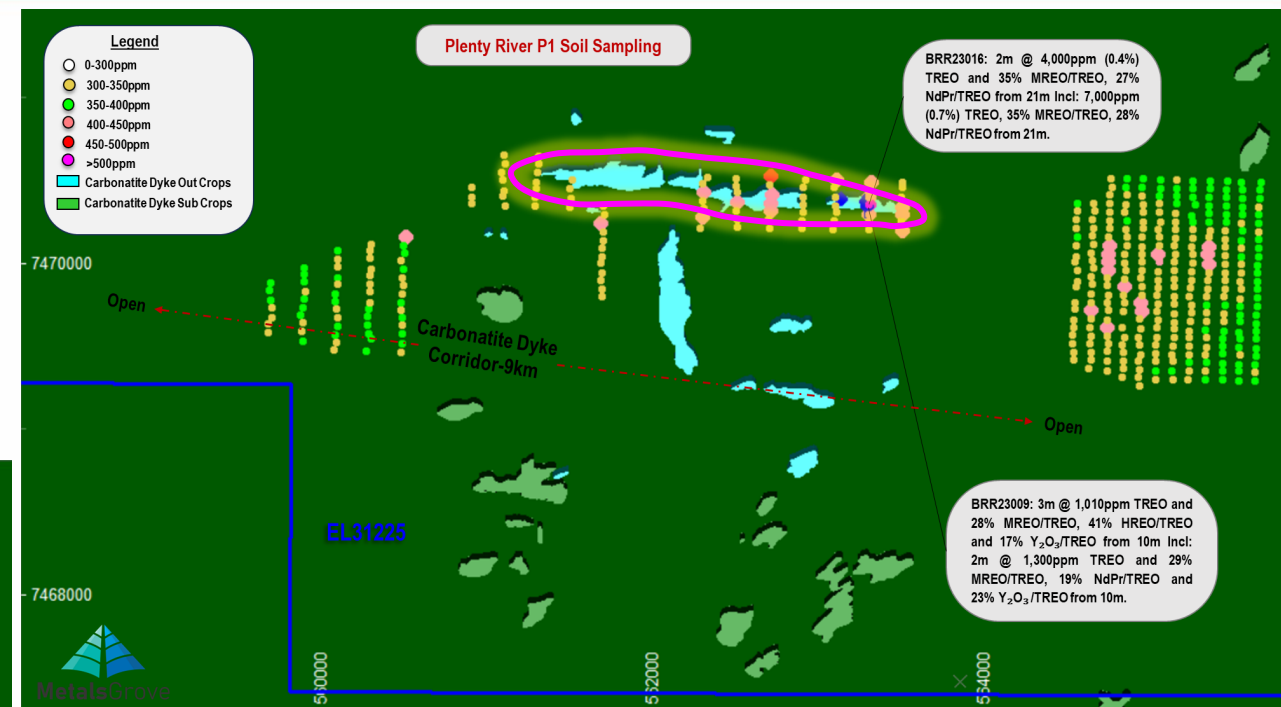 Legend
0-300ppm
300-350ppm
350-400ppm
400-450ppm
450-500ppm
>500ppm
Carbonatite Dyke Out Crops
Carbonatite Dyke Sub Crops
Plenty River P1 Soil Sampling
BRR23016: 2m @ 4,000ppm (0.4%)
TREO and 35% MREO/TREO, 27%
NdPr/TREO from 21m Incl: 7,000ppm
(0.7%) TREO, 35% MREO/TREO, 28%
NdPr/TREO from 21m.
7470000
Open
Carbonatite Dyke
Corridor-9km
Open
EL31225
BRR23009: 3m @ 1,010ppm TREO and
28% MREO/TREO, 41% HREO/TREO
and 17% Y₂O₃/TREO from 10m Incl:
2m @ 1,300ppm TREO and 29%
MREO/TREO, 19% NdPr/TREO and
23% Y₂O₃/TREO from 10m.
7468000
MetalsGrove
552000